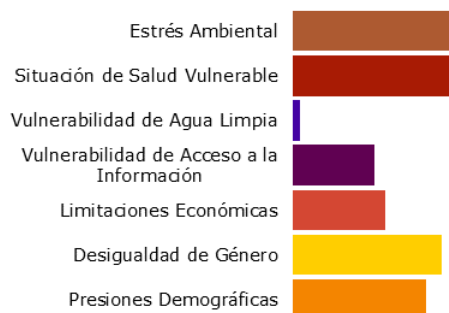 Estrés Ambiental
Situación de Salud Vulnerable
Vulnerabilidad de Agua Limpia
Vulnerabilidad de Acceso a la
Información
Limitaciones Económicas
Desigualdad de Género
Presiones Demográficas